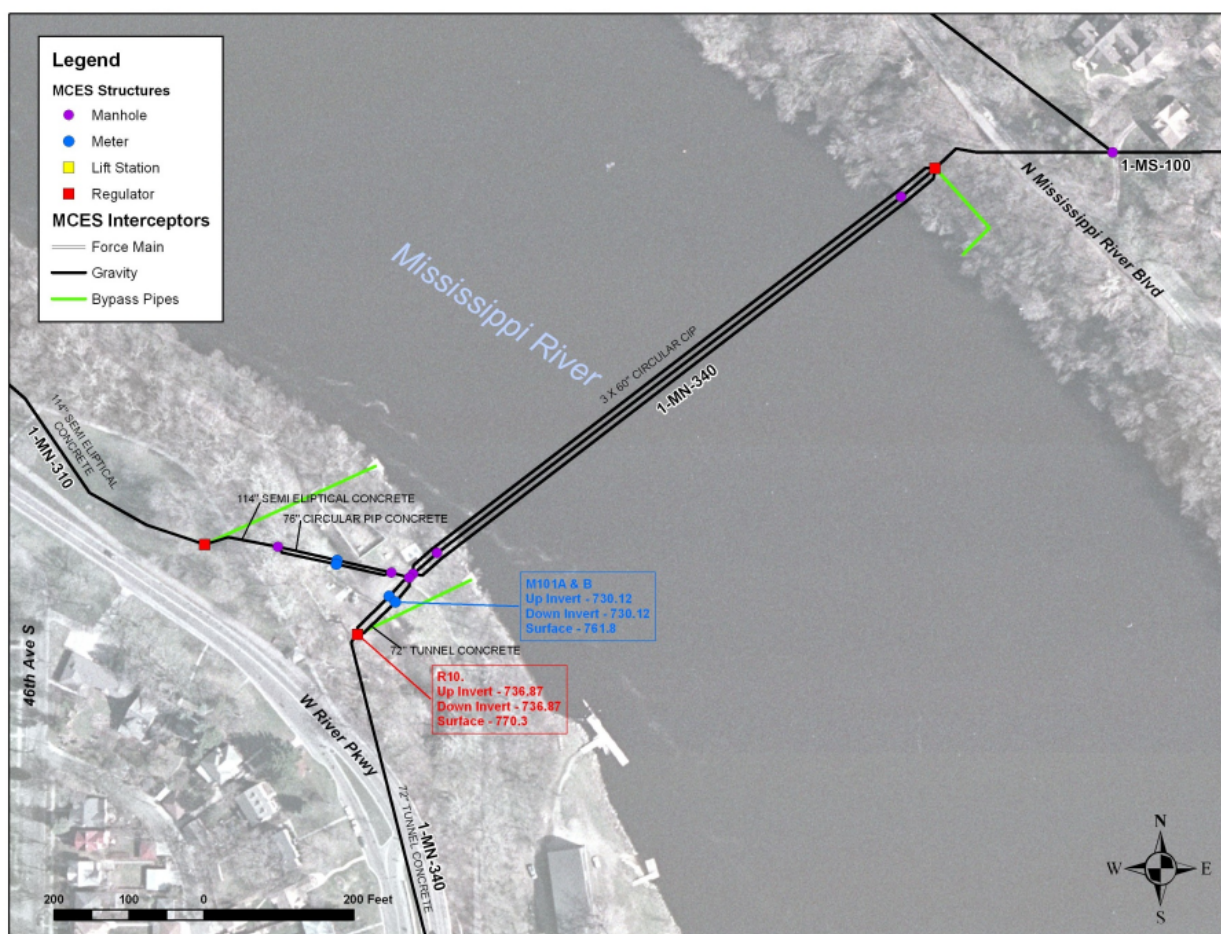 Legend
MCES Structures
Manhole
Meter
Lift Station
Regulator
MCES Interceptors
Force Main
Gravity
Bypass Pipes
1-MS-100
N Mississippi River Blvd
Mississippi River
3 X 60" CIRCULAR CIP
1-MN-340
114" SEMI ELIPTICAL
CONCRETE
1-MN-310
114" SEMI ELIPTICAL CONCRETE
76" CIRCULAR PIP CONCRETE
M101A & B
Up Invert - 730.12
Down Invert - 730.12
Surface - 761.8
72" TUNNEL CONCRETE
R10.
Up Invert - 736.87
Down Invert - 736.87
Surface - 770.3
46th Ave S
W River Pkwy
72" TUNNEL CONCRETE
1-MN-340
200 100 0 200 Feet
N
W E
S